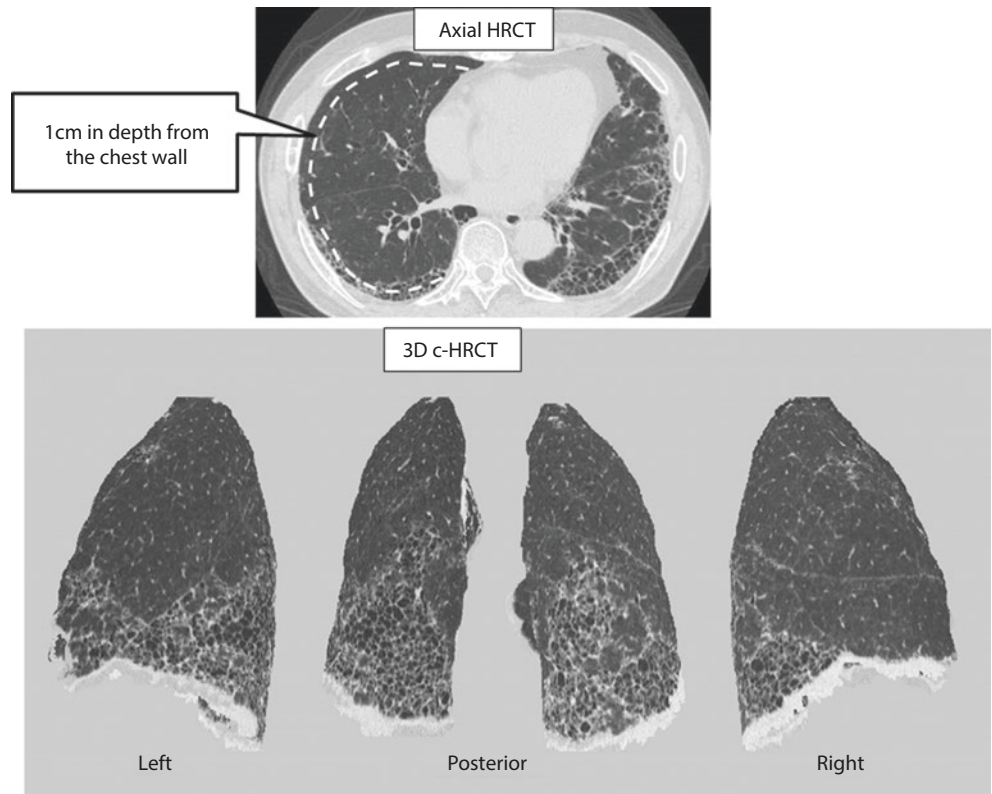 Axial HRCT
1cm in depth from
the chest wall
3D c-HRCT
Left
Posterior
Right